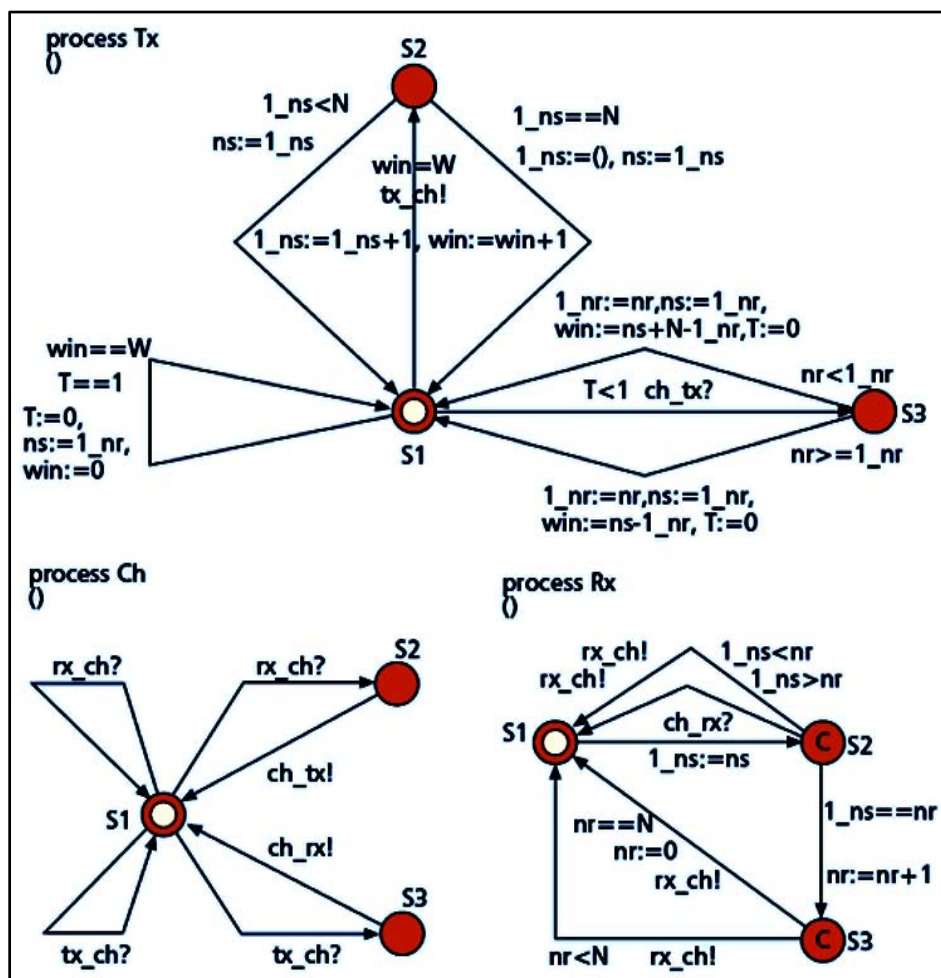 process Tx
()
S2
1_ns<N
ns:=1_ns
1_ns==N
1_ns:=(), ns:=1_ns
win=W
tx_ch!
1_ns:=1_ns+1, win:=win+1
win==W
T==1
T:=0,
ns:=1_nr,
win:=0
S1
1_nr:=nr,ns:=1_nr,
win:=ns+N-1_nr,T:=0
T<1 ch_tx?
nr<1_nr
S3
nr>=1_nr
1_nr:=nr,ns:=1_nr,
win:=ns-1_nr, T:=0
process Ch
()
rx_ch?
rx_ch?
S2
ch_tx!
S1
ch_rx!
S3
tx_ch?
tx_ch?
process Rx
()
rx_ch!
rx_ch!
1_ns<nr
1_ns>nr
S1
ch_rx?
1_ns:=ns
C S2
1_ns==nr
nr:=nr+1
nr==N
nr:=0
rx_ch!
C S3
nr<N
rx_ch!